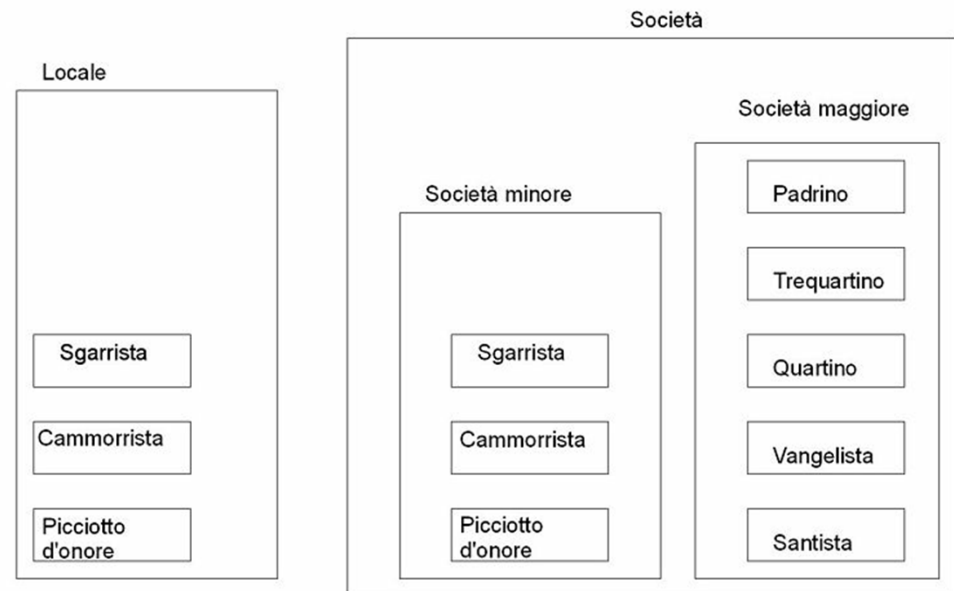 Società
Locale
Società maggiore
Padrino
Società minore
Trequartino
Sgarrista
Sgarrista
Quartino
Cammorrista
Cammorrista
Vangelista
Picciotto
d'onore
Picciotto
d'onore
Santista